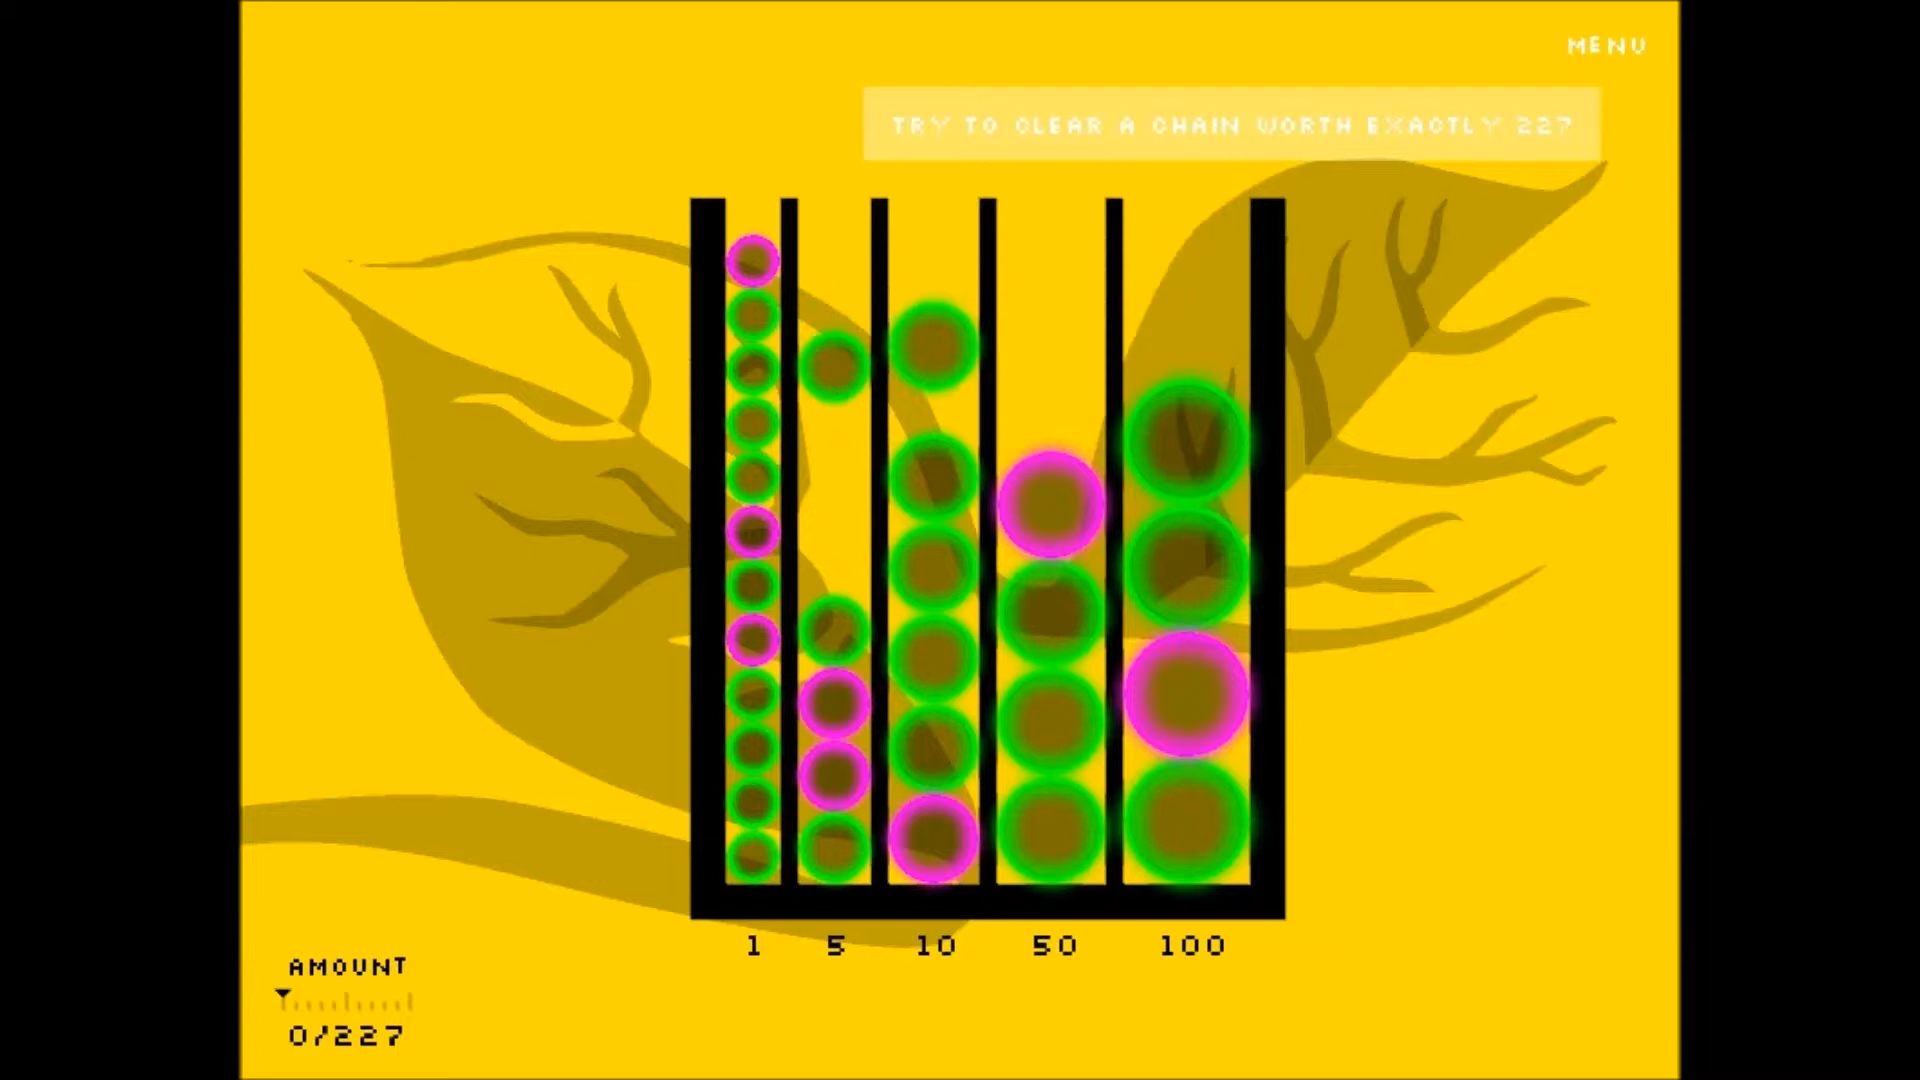 MENU
TRY TO CLEAR A CHAIN WORTH EXACTLY 227
1 5 10 50 100
AMOUNT
0/227